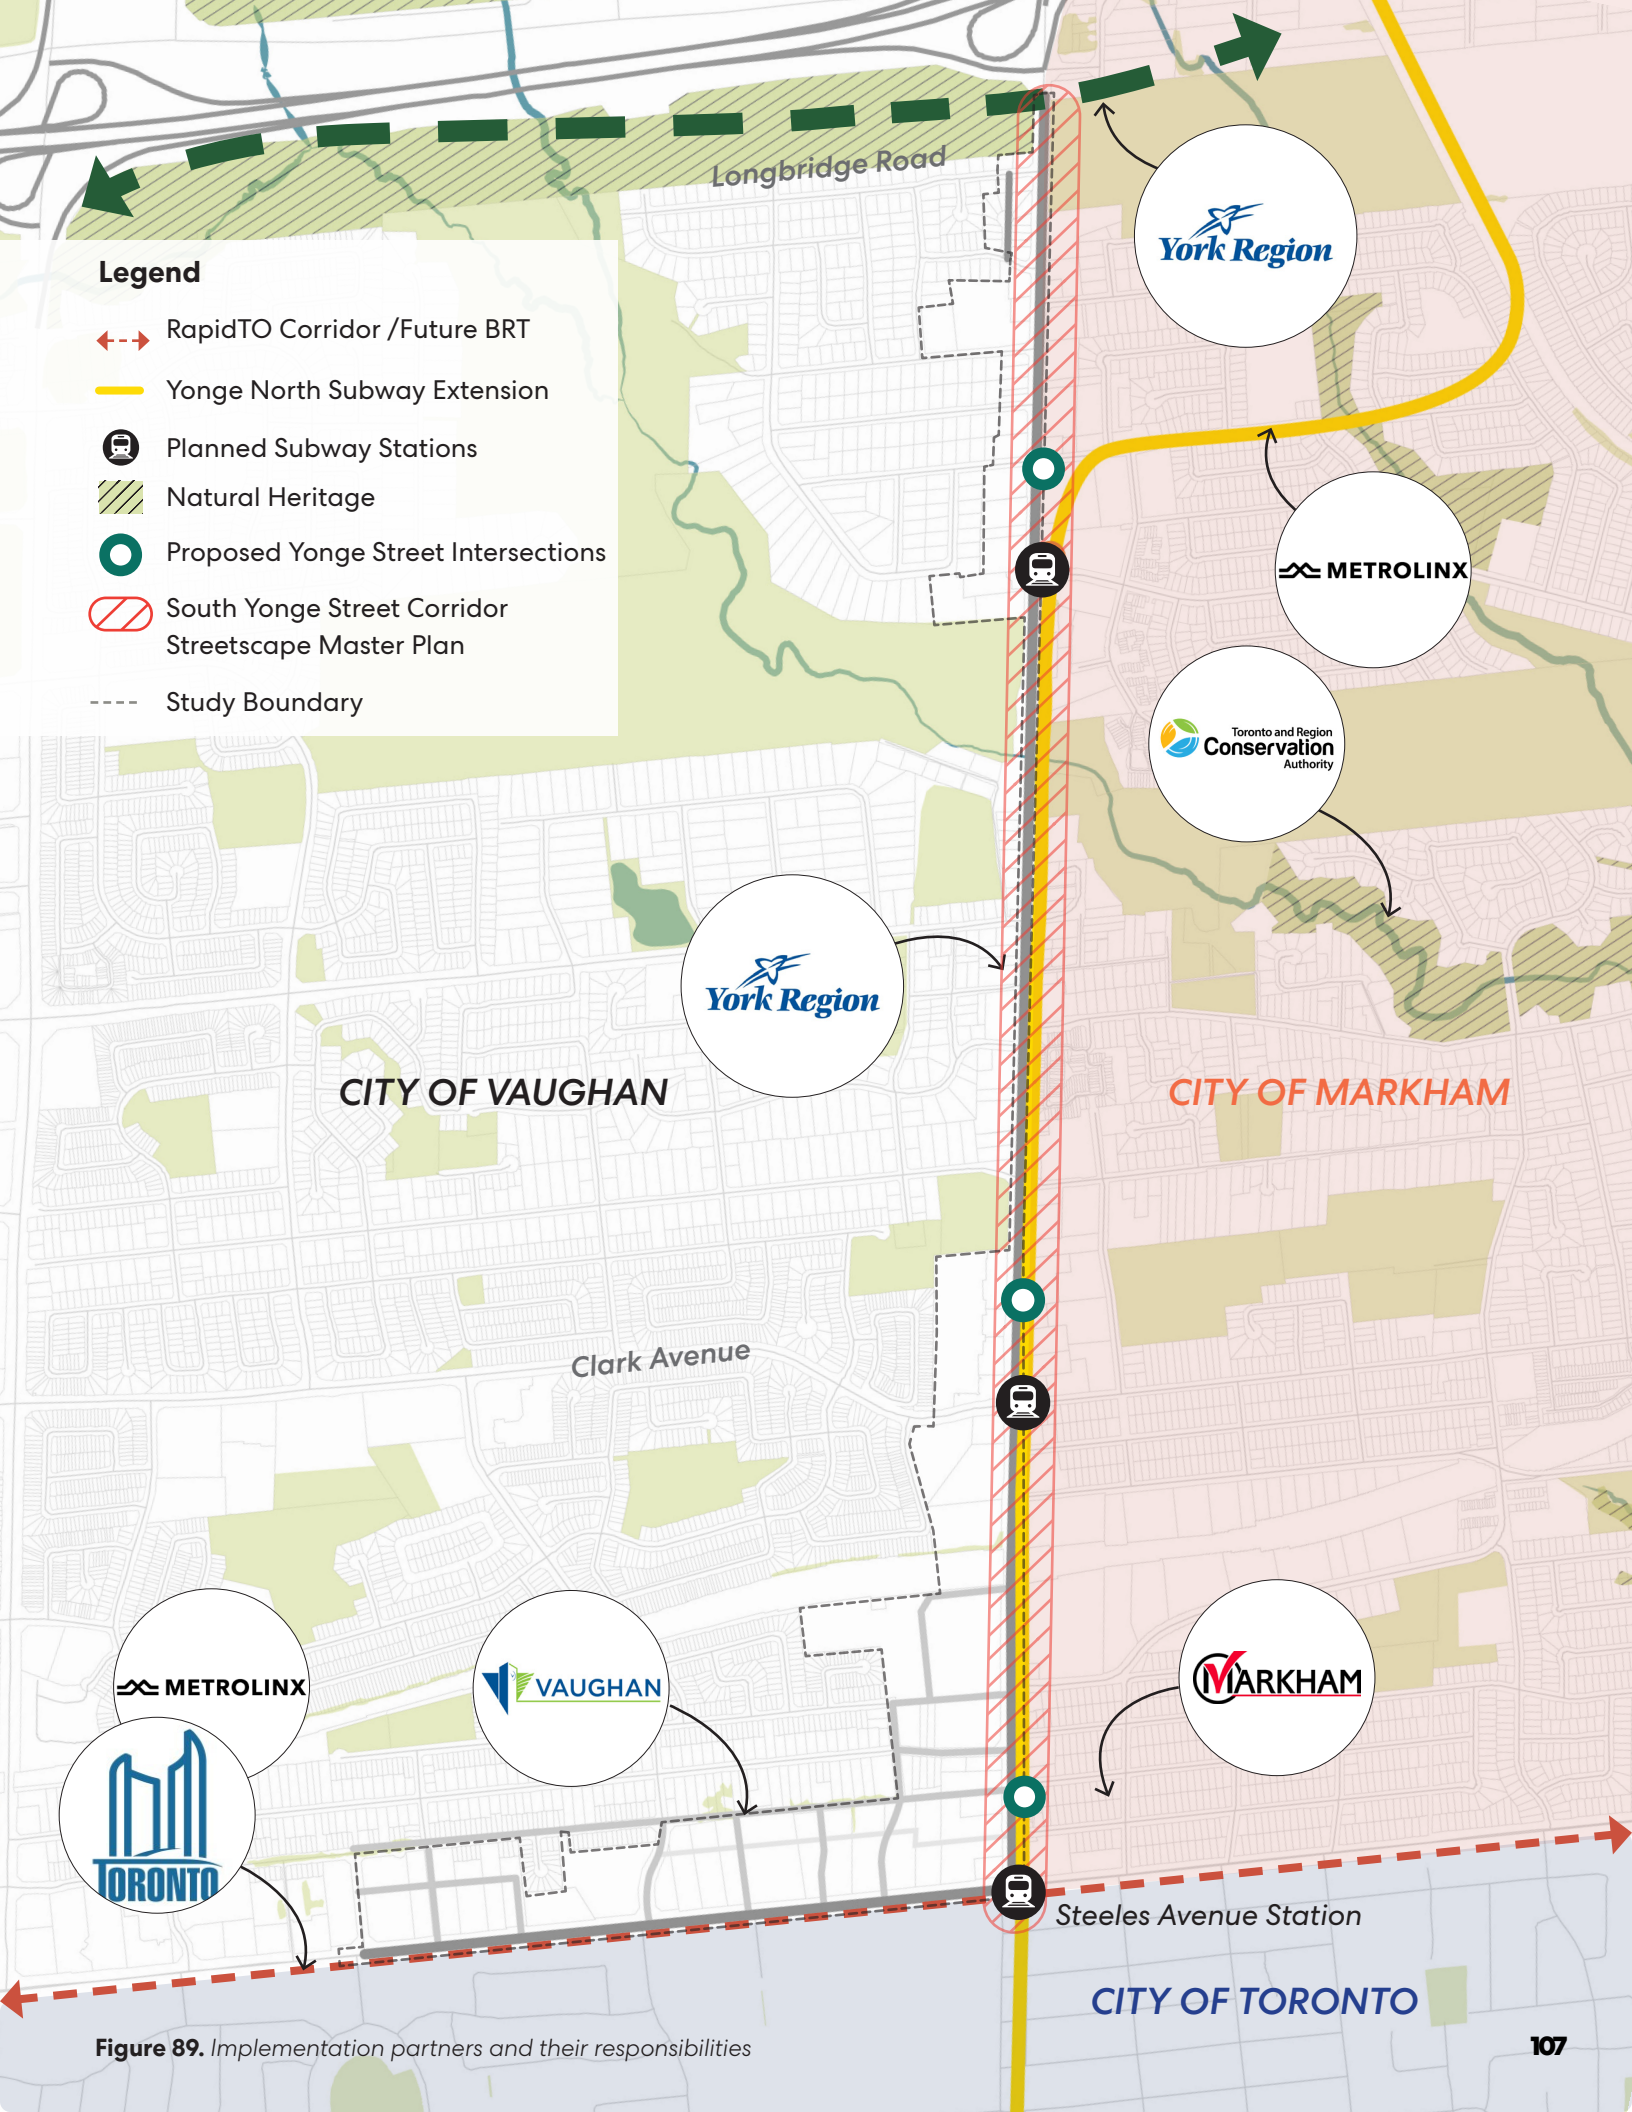 Longbridge Road
York Region
Legend
RapidTO Corridor /Future BRT
Yonge North Subway Extension
Planned Subway Stations
Natural Heritage
Proposed Yonge Street Intersections
South Yonge Street Corridor
Streetscape Master Plan
Study Boundary
METROLINX
Toronto and Region
Conservation
Authority
York Region
CITY OF VAUGHAN
CITY OF MARKHAM
Clark Avenue
METROLINX
VAUGHAN
MARKHAM
TORONTO
Steeles Avenue Station
CITY OF TORONTO
Figure 89. Implementation partners and their responsibilities
107